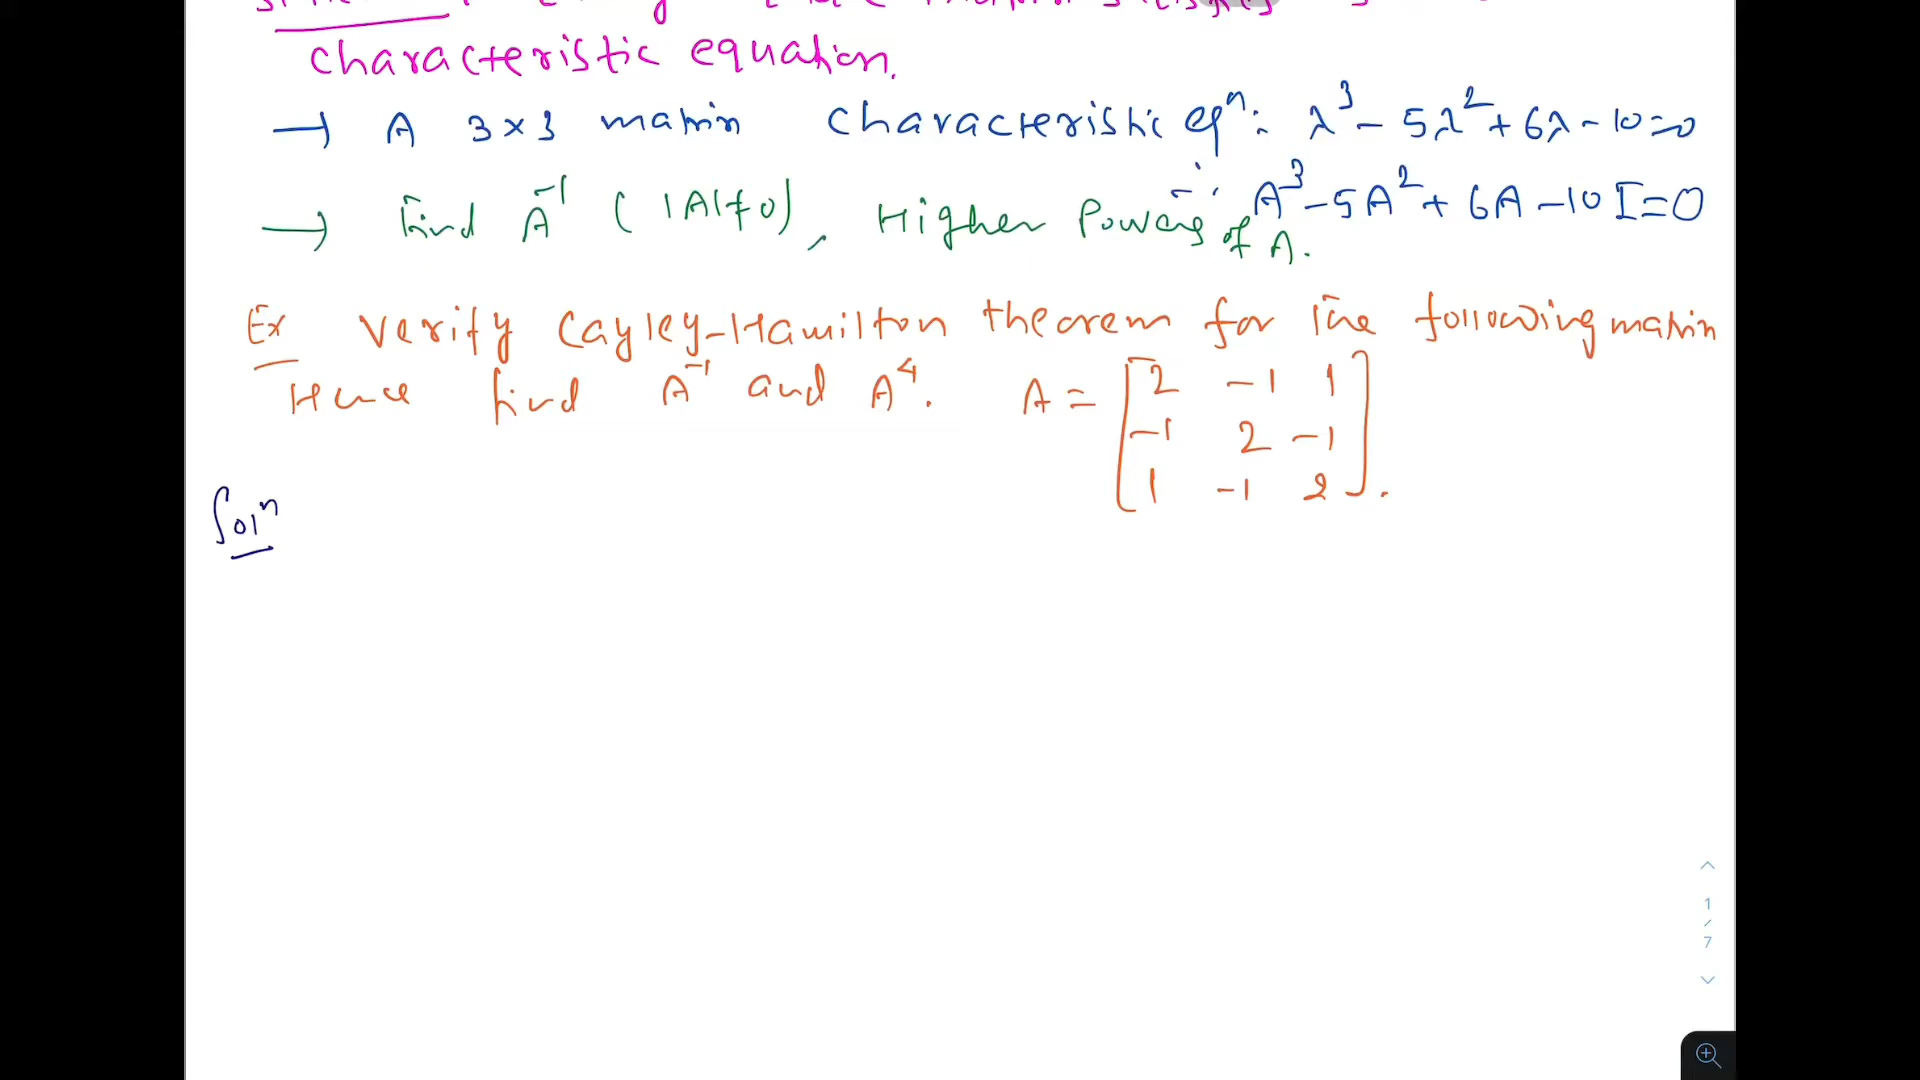 characteristic equation.
→ A 3×3 matrix characteristic eqⁿ: λ³ - 5λ² + 6λ - 10=0
∴ A³ - 5A² + 6A - 10 I = 0
→ Find A⁻¹ (|A|≠0), Higher Powers of A.
Ex Verify Cayley-Hamilton theorem for the following matrix
Hence find A⁻¹ and A⁴. A = [2 -1 1
-1 2 -1
1 -1 2].
Solⁿ
1
/
7